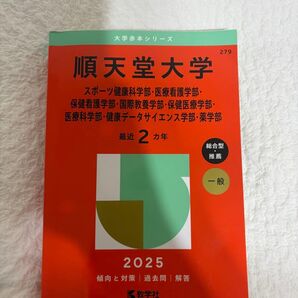 大学赤本シリーズ
279
順天堂大学
スポーツ健康科学部・医療看護学部・
保健看護学部・国際教養学部・保健医療学部・
医療科学部・健康データサイエンス学部・薬学部
最近2カ年
総合型・
推薦
一般
2025
傾向と対策｜過去問｜解答
教学社